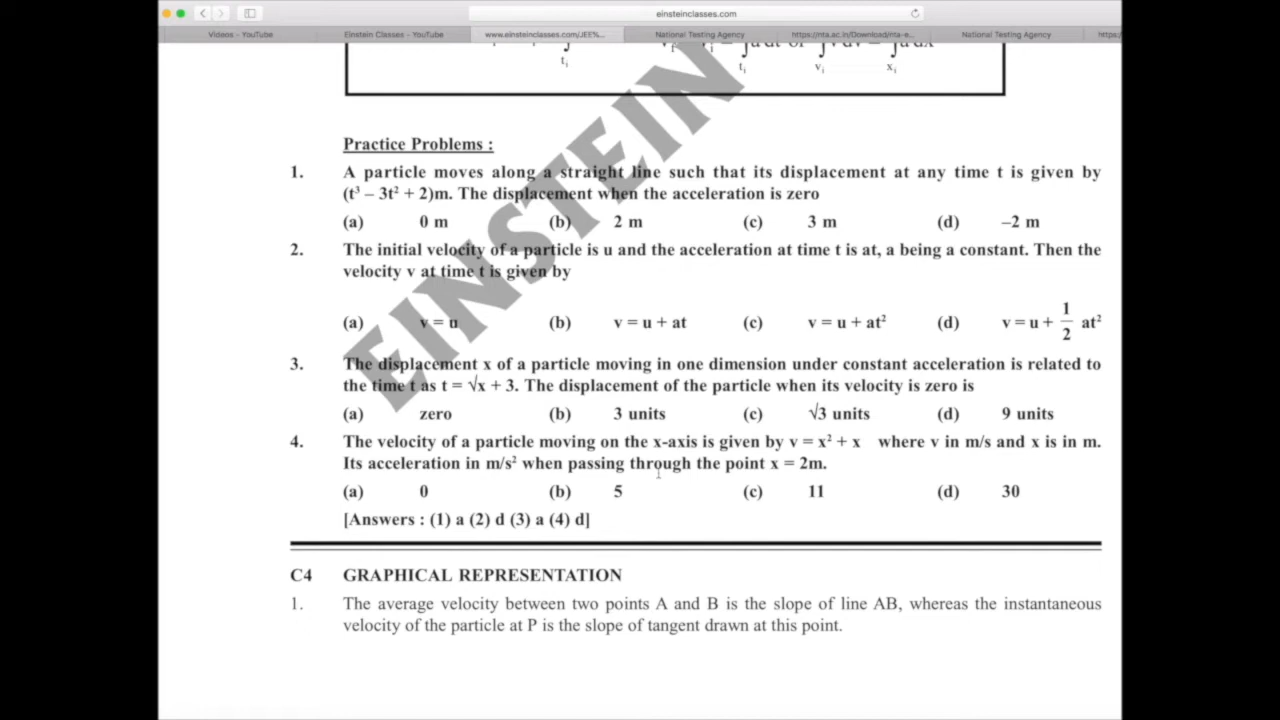 einsteinclasses.com
Videos - YouTube
Einstein Classes - YouTube
www.einsteinclasses.com/JEE%...
National Testing Agency
https://nta.ac.in/Download/nta-e...
National Testing Agency
https:/
Practice Problems :
1. A particle moves along a straight line such that its displacement at any time t is given by
(t³ – 3t² + 2)m. The displacement when the acceleration is zero
(a) 0 m (b) 2 m (c) 3 m (d) –2 m
2. The initial velocity of a particle is u and the acceleration at time t is at, a being a constant. Then the
velocity v at time t is given by
(a) v = u (b) v = u + at (c) v = u + at² (d) v = u + 1/2 at²
3. The displacement x of a particle moving in one dimension under constant acceleration is related to
the time t as t = √x + 3. The displacement of the particle when its velocity is zero is
(a) zero (b) 3 units (c) √3 units (d) 9 units
4. The velocity of a particle moving on the x-axis is given by v = x² + x where v in m/s and x is in m.
Its acceleration in m/s² when passing through the point x = 2m.
(a) 0 (b) 5 (c) 11 (d) 30
[Answers : (1) a (2) d (3) a (4) d]
C4 GRAPHICAL REPRESENTATION
1. The average velocity between two points A and B is the slope of line AB, whereas the instantaneous
velocity of the particle at P is the slope of tangent drawn at this point.
EINSTEIN